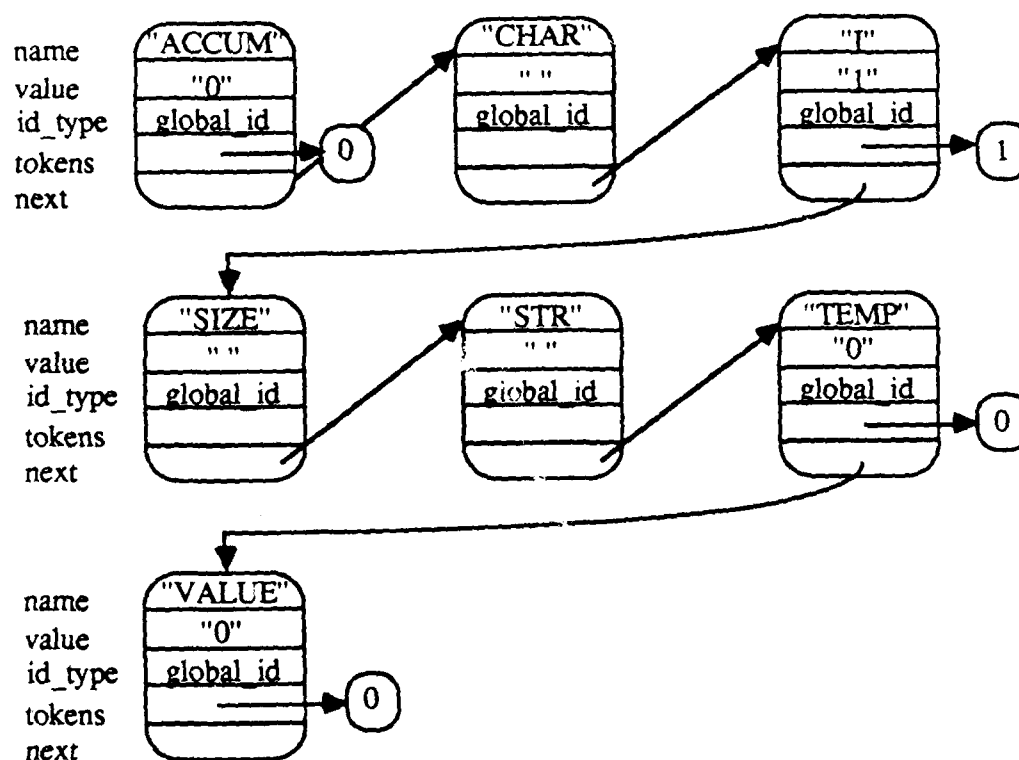 name "ACCUM" "CHAR" "I"
value "0" " " "1"
id_type global_id global_id global_id
tokens 0 1
next
name "SIZE" "STR" "TEMP"
value " " " " "0"
id_type global_id global_id global_id
tokens 0
next
name "VALUE"
value "0"
id_type global_id
tokens 0
next